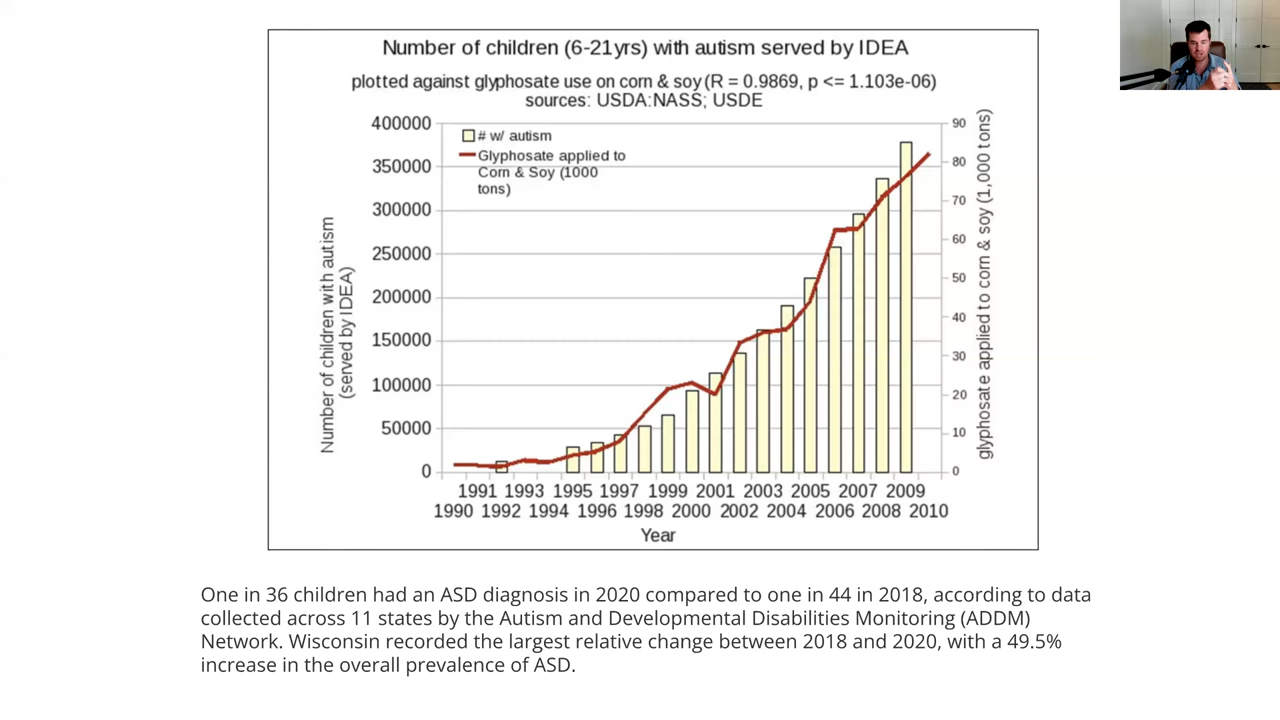 Number of children (6-21yrs) with autism served by IDEA
plotted against glyphosate use on corn & soy (R = 0.9869, p <= 1.103e-06)
sources: USDA:NASS; USDE
# w/ autism
Glyphosate applied to
Corn & Soy (1000
tons)
400000
350000
300000
250000
200000
150000
100000
50000
0
Number of children with autism
(served by IDEA)
90
80
70
60
50
40
30
20
10
0
glyphosate applied to corn & soy (1,000 tons)
1991 1993 1995 1997 1999 2001 2003 2005 2007 2009
1990 1992 1994 1996 1998 2000 2002 2004 2006 2008 2010
Year
One in 36 children had an ASD diagnosis in 2020 compared to one in 44 in 2018, according to data
collected across 11 states by the Autism and Developmental Disabilities Monitoring (ADDM)
Network. Wisconsin recorded the largest relative change between 2018 and 2020, with a 49.5%
increase in the overall prevalence of ASD.